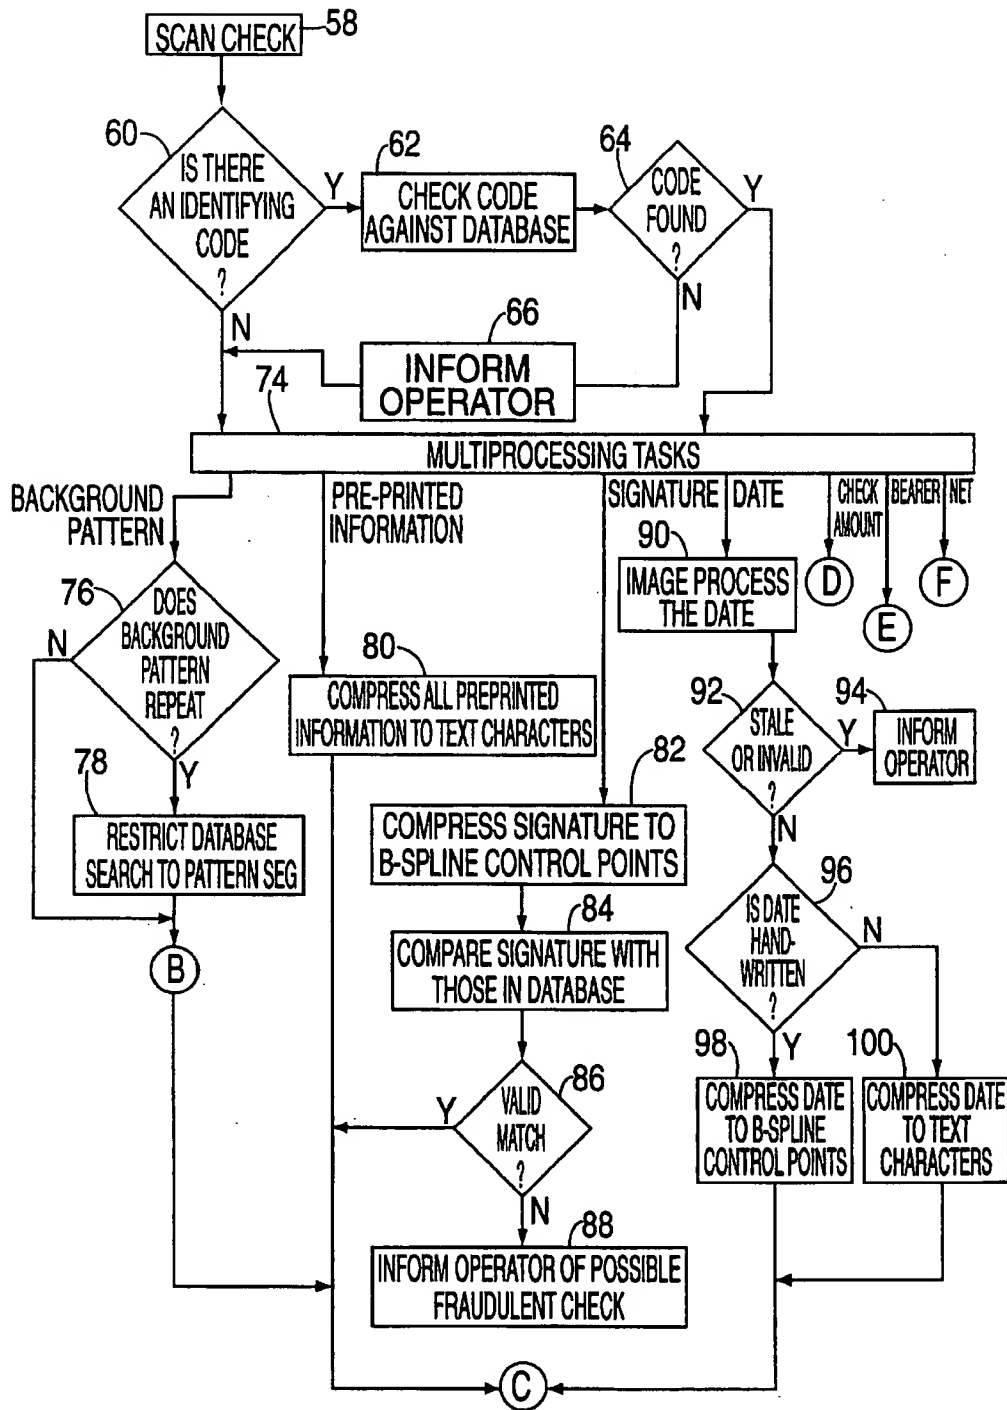 SCAN CHECK
58
60
IS THERE
AN IDENTIFYING
CODE
?
Y
N
62
CHECK CODE
AGAINST DATABASE
64
CODE
FOUND
?
Y
N
66
INFORM
OPERATOR
74
MULTIPROCESSING TASKS
BACKGROUND
PATTERN
PRE-PRINTED
INFORMATION
SIGNATURE
DATE
CHECK
AMOUNT
BEARER
NET
D
E
F
76
DOES
BACKGROUND
PATTERN
REPEAT
?
N
Y
78
RESTRICT DATABASE
SEARCH TO PATTERN SEG
B
80
COMPRESS ALL PREPRINTED
INFORMATION TO TEXT CHARACTERS
82
COMPRESS SIGNATURE TO
B-SPLINE CONTROL POINTS
84
COMPARE SIGNATURE WITH
THOSE IN DATABASE
86
VALID
MATCH
?
Y
N
88
INFORM OPERATOR OF POSSIBLE
FRAUDULENT CHECK
90
IMAGE PROCESS
THE DATE
92
STALE
OR INVALID
?
Y
N
94
INFORM
OPERATOR
96
IS DATE
HAND-
WRITTEN
?
N
Y
98
COMPRESS DATE
TO B-SPLINE
CONTROL POINTS
100
COMPRESS DATE
TO TEXT
CHARACTERS
C